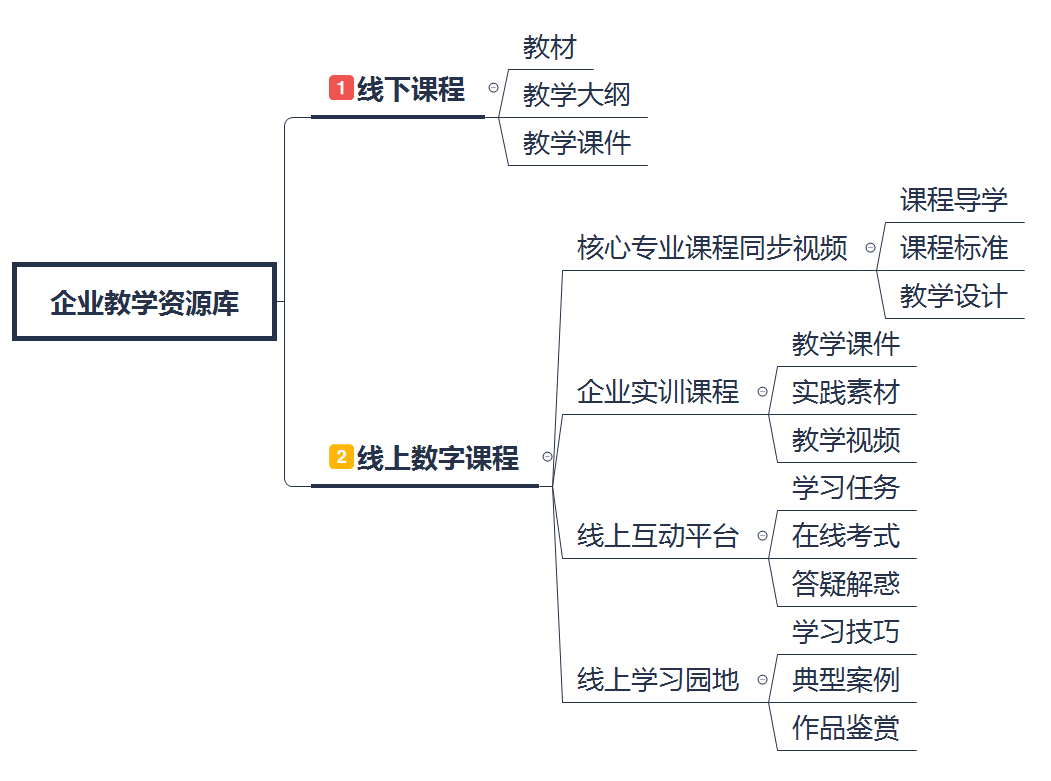 企业教学资源库
1 线下课程
教材
教学大纲
教学课件
2 线上数字课程
核心专业课程同步视频
课程导学
课程标准
教学设计
企业实训课程
教学课件
实践素材
教学视频
线上互动平台
学习任务
在线考式
答疑解惑
线上学习园地
学习技巧
典型案例
作品鉴赏